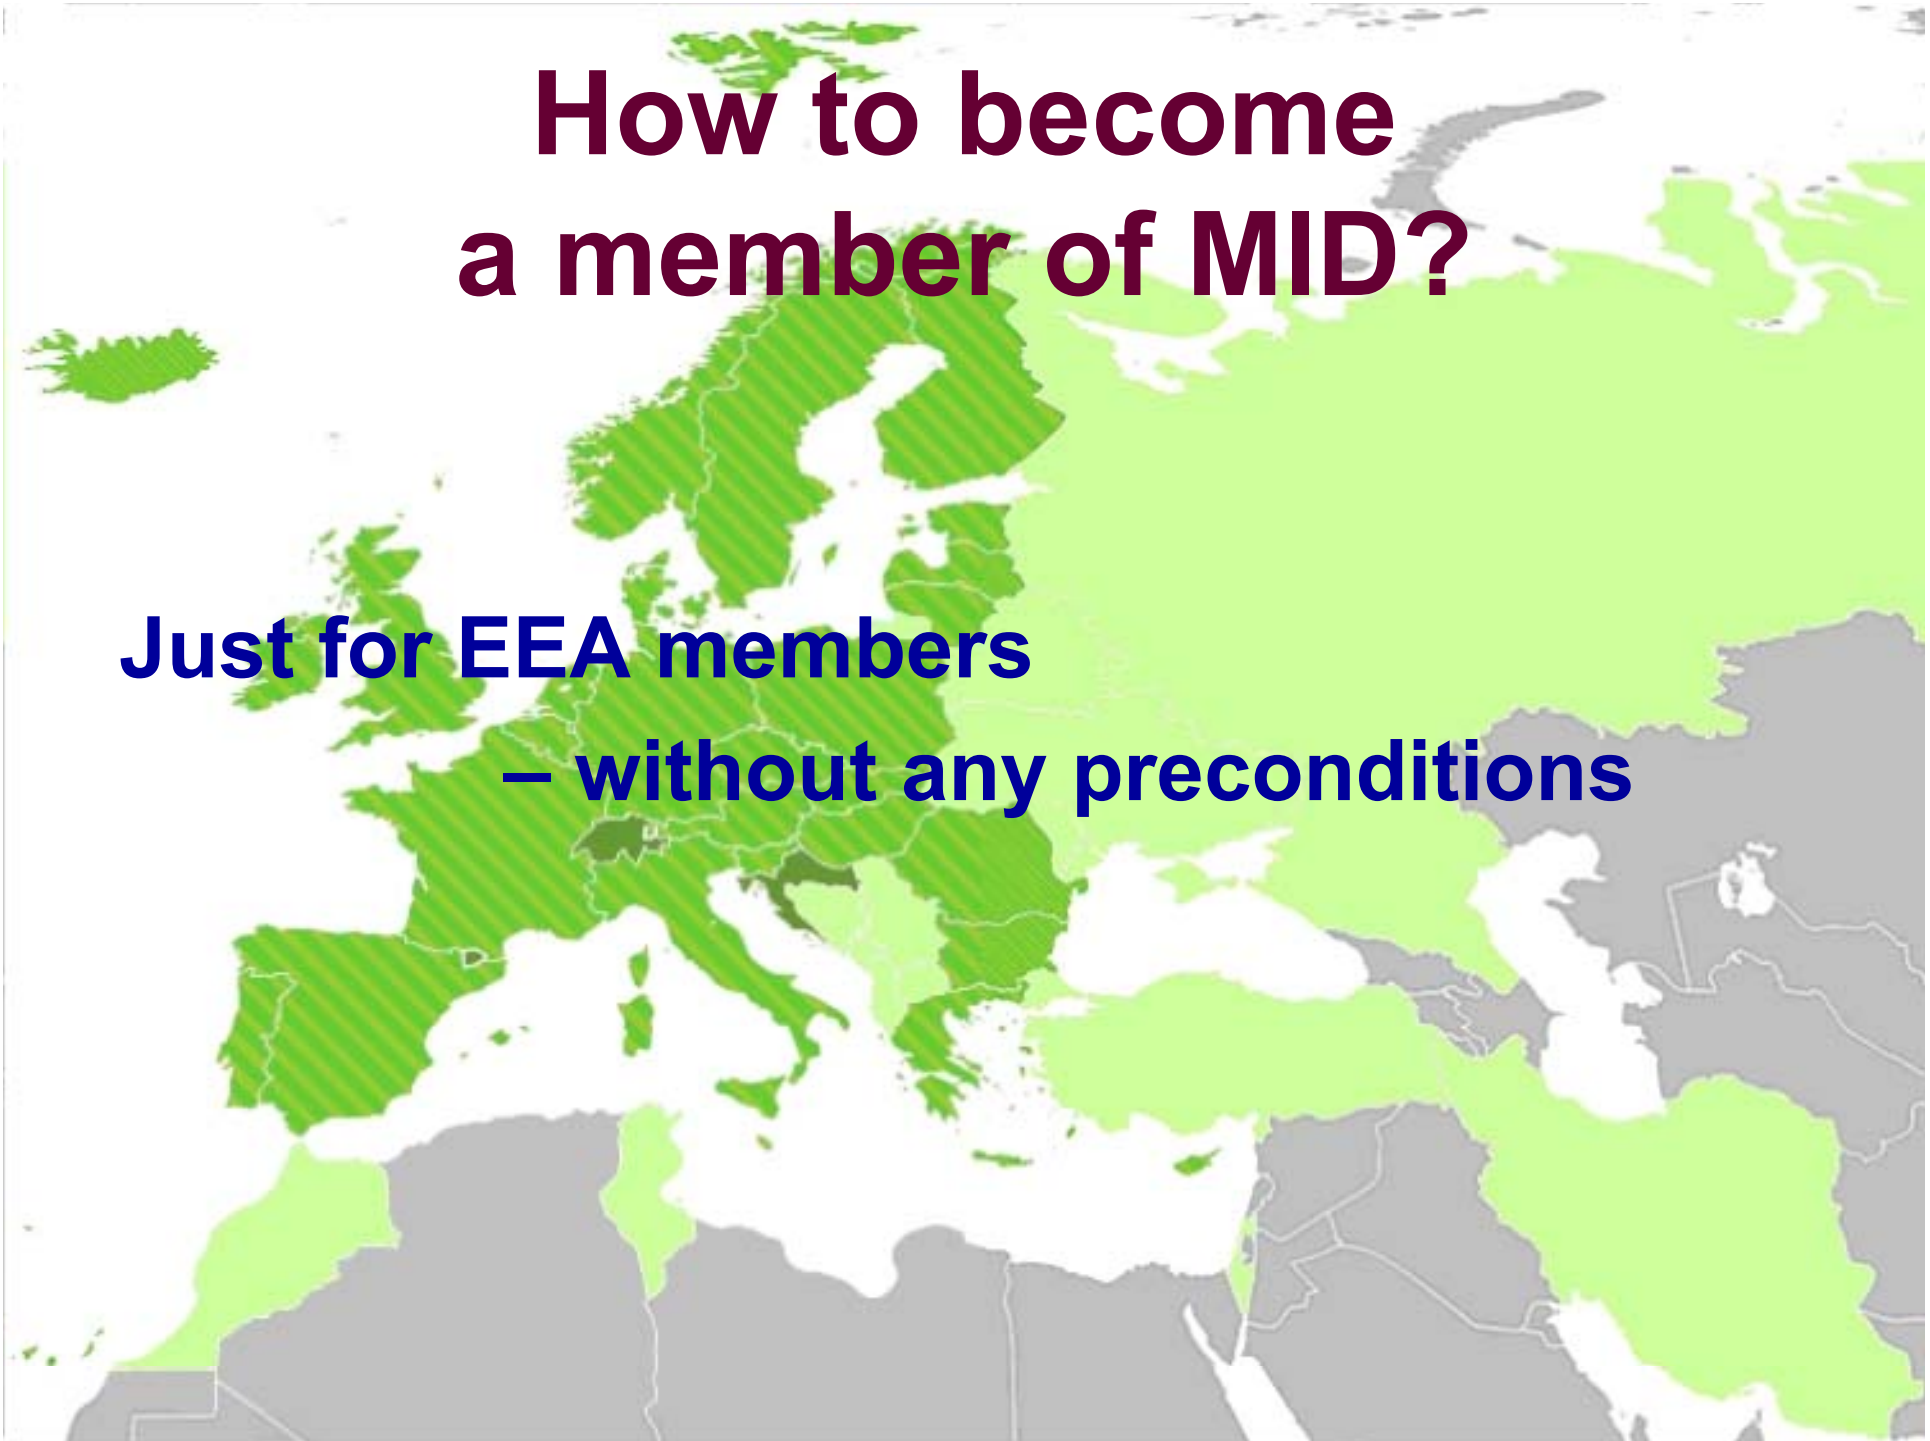 How to become
a member of MID?
Just for EEA members
– without any preconditions